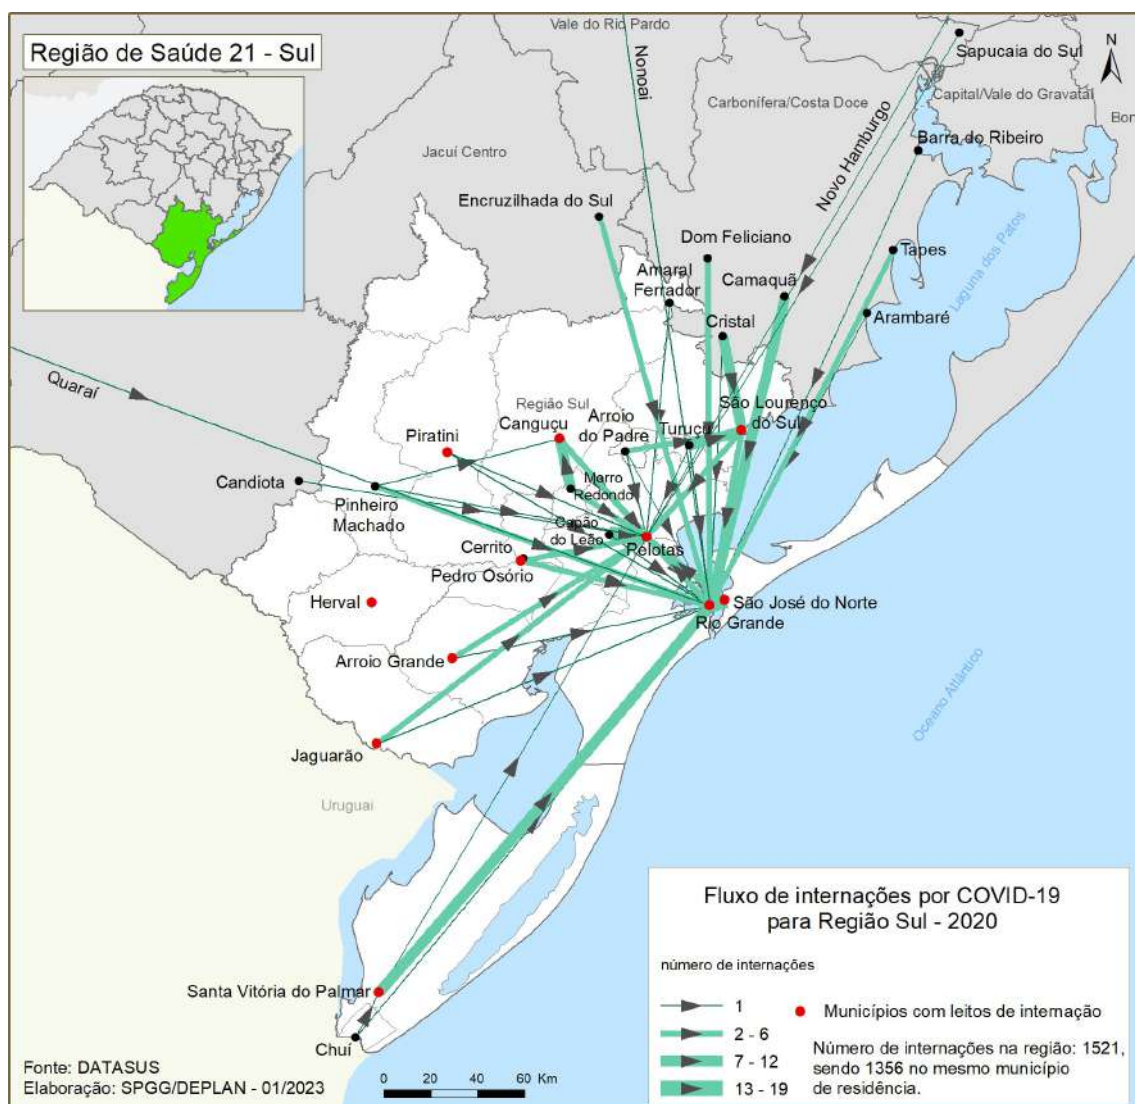 Região de Saúde 21 - Sul
Vale do Rio Pardo
Nonoai
Sapucaia do Sul
N
Carbonífera/Costa Doce
Capital/Vale do Gravataí
Bon
Novo Hamburgo
Barra do Ribeiro
Jacuí Centro
Encruzilhada do Sul
Dom Feliciano
Tapes
Laguna dos Patos
Amaral
Ferrador
Camaquã
Arambaré
Cristal
Quaraí
Região Sul
Canguçu
Arroio
do Padre
Turuçu
São Lourenço
do Sul
Piratini
Candiota
Pinheiro
Machado
Morro
Redondo
Capão
do Leão
Pelotas
Cerrito
Pedro Osório
Herval
São José do Norte
Rio Grande
Arroio Grande
Oceano Atlântico
Jaguarão
Uruguai
Santa Vitória do Palmar
Chuí
Fluxo de internações por COVID-19
para Região Sul - 2020
número de internações
1
2 - 6
7 - 12
13 - 19
Municípios com leitos de internação
Número de internações na região: 1521,
sendo 1356 no mesmo município
de residência.
Fonte: DATASUS
Elaboração: SPGG/DEPLAN - 01/2023
0 20 40 60 Km